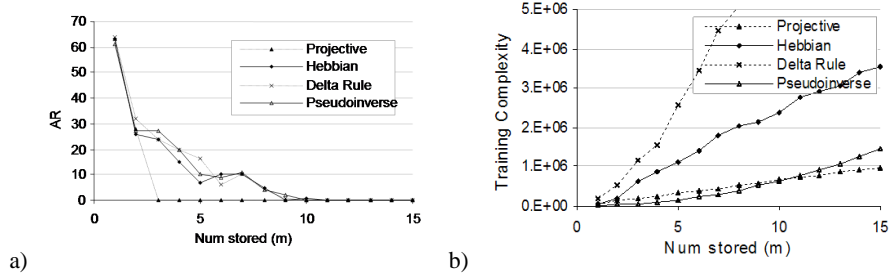 70
60
50
40
30
20
10
0
AR
0 5 10 15
Num stored (m)
Projective
Hebbian
Delta Rule
Pseudoinverse
a)
5.E+06
4.E+06
3.E+06
2.E+06
1.E+06
0.E+00
Training Complexity
0 5 10 15
Num stored (m)
Projective
Hebbian
Delta Rule
Pseudoinverse
b)